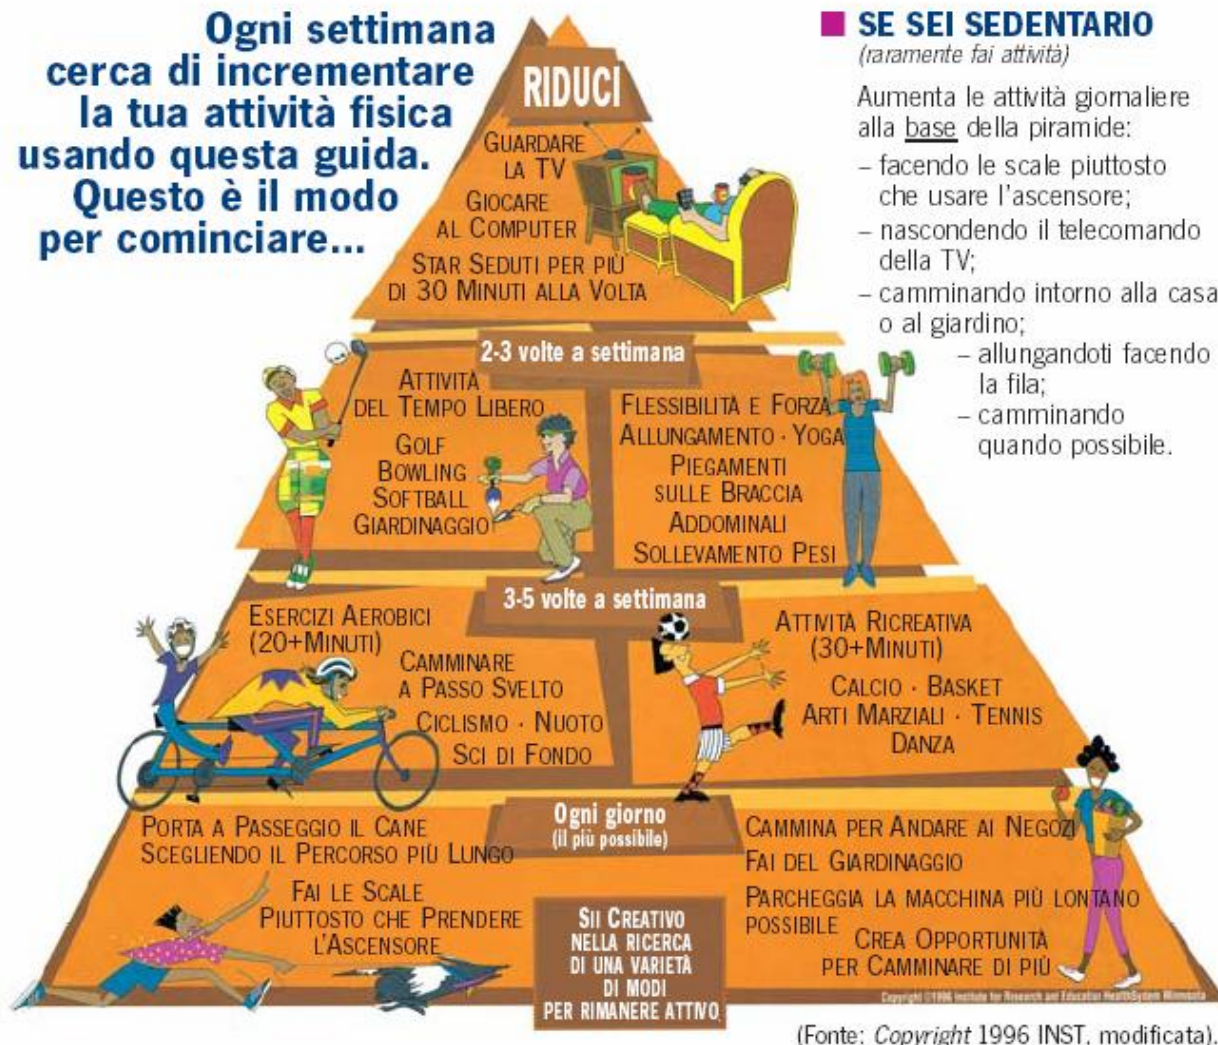 Ogni settimana
cerca di incrementare
la tua attività fisica
usando questa guida.
Questo è il modo
per cominciare...
■ SE SEI SEDENTARIO
(raramente fai attività)
Aumenta le attività giornaliere
alla base della piramide:
– facendo le scale piuttosto
che usare l'ascensore;
– nascondendo il telecomando
della TV;
– camminando intorno alla casa
o al giardino;
– allungandoti facendo
la fila;
– camminando
quando possibile.
RIDUCI
GUARDARE
LA TV
GIOCARE
AL COMPUTER
STAR SEDUTI PER PIÙ
DI 30 MINUTI ALLA VOLTA
2-3 volte a settimana
ATTIVITÀ
DEL TEMPO LIBERO
GOLF
BOWLING
SOFTBALL
GIARDINAGGIO
FLESSIBILITÀ E FORZA
ALLUNGAMENTO · YOGA
PIEGAMENTI
SULLE BRACCIA
ADDOMINALI
SOLLEVAMENTO PESI
3-5 volte a settimana
ESERCIZI AEROBICI
(20+MINUTI)
CAMMINARE
A PASSO SVELTO
CICLISMO · NUOTO
SCI DI FONDO
ATTIVITÀ RICREATIVA
(30+MINUTI)
CALCIO · BASKET
ARTI MARZIALI · TENNIS
DANZA
Ogni giorno
(il più possibile)
PORTA A PASSEGGIO IL CANE
SCEGLIENDO IL PERCORSO PIÙ LUNGO
FAI LE SCALE
PIUTTOSTO CHE PRENDERE
L'ASCENSORE
SII CREATIVO
NELLA RICERCA
DI UNA VARIETÀ
DI MODI
PER RIMANERE ATTIVO
CAMMINA PER ANDARE AI NEGOZI
FAI DEL GIARDINAGGIO
PARCHEGGIA LA MACCHINA PIÙ LONTANO
POSSIBILE
CREA OPPORTUNITÀ
PER CAMMINARE DI PIÙ
Copyright ©1996 Institute for Research and Education HealthSystem Minnesota
(Fonte: Copyright 1996 INST, modificata).